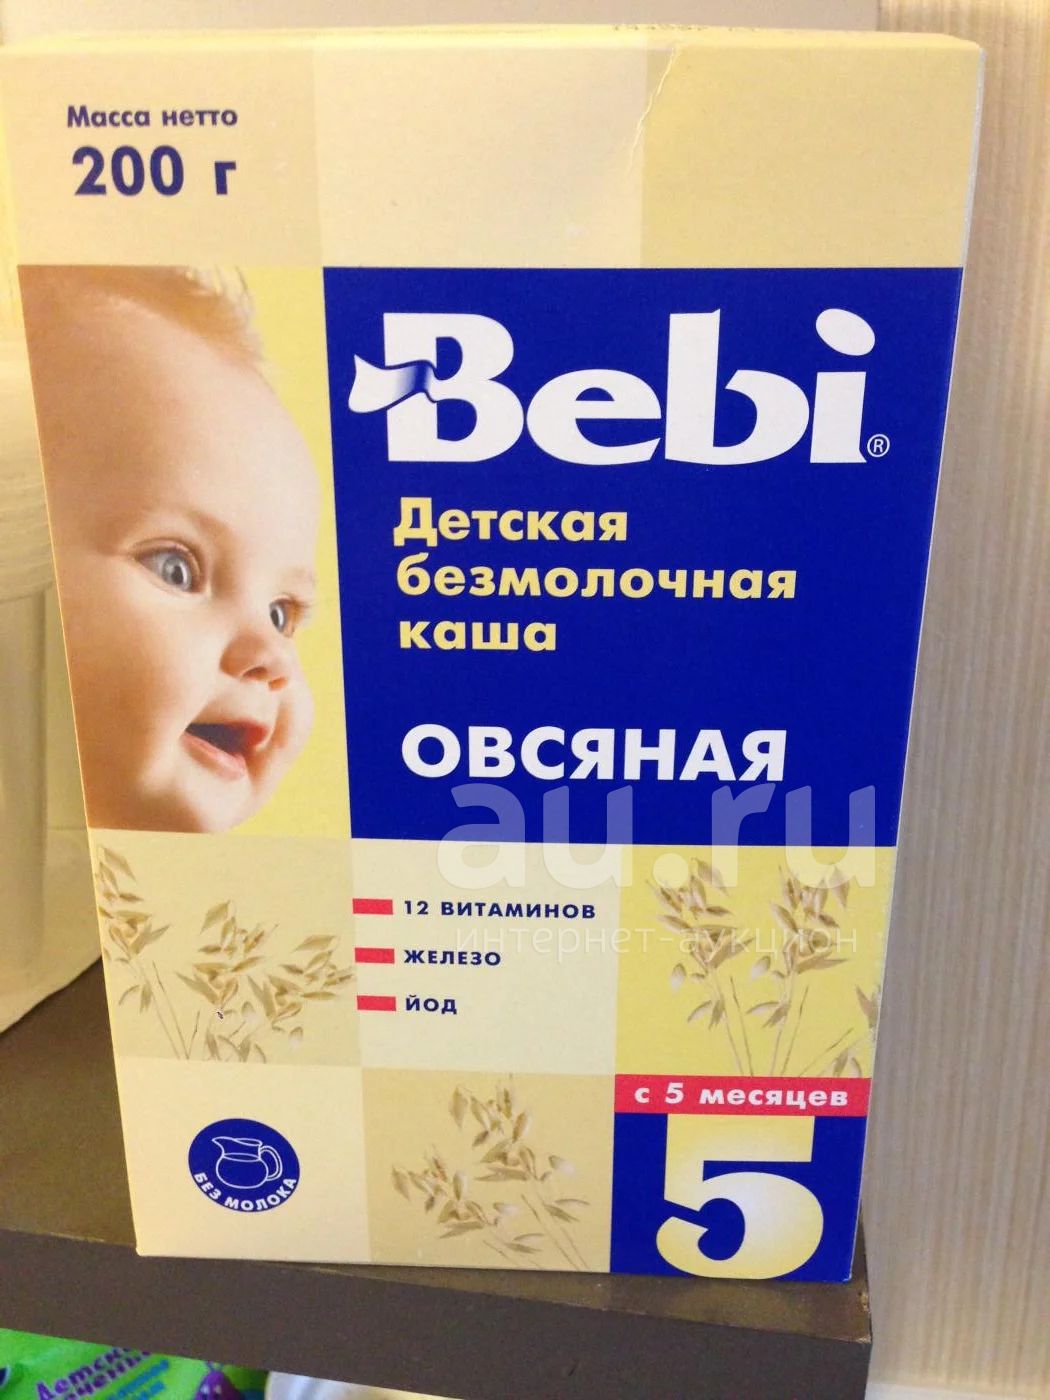 Масса нетто
200 г
Bebi®
Детская
безмолочная
каша
ОВСЯНАЯ
au.ru
интернет-аукцион
12 ВИТАМИНОВ
ЖЕЛЕЗО
ЙОД
с 5 месяцев
5
БЕЗ МОЛОКА
Детск